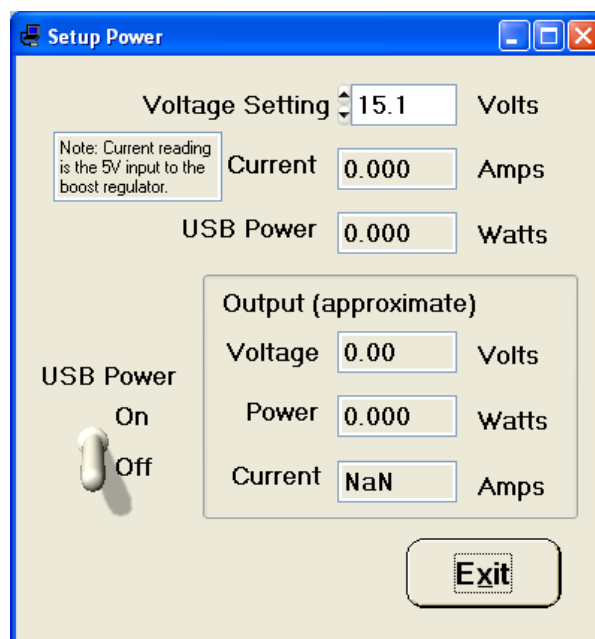 Setup Power
Voltage Setting 15.1 Volts
Note: Current reading
is the 5V input to the
boost regulator.
Current 0.000 Amps
USB Power 0.000 Watts
Output (approximate)
Voltage 0.00 Volts
Power 0.000 Watts
Current NaN Amps
USB Power
On
Off
Exit